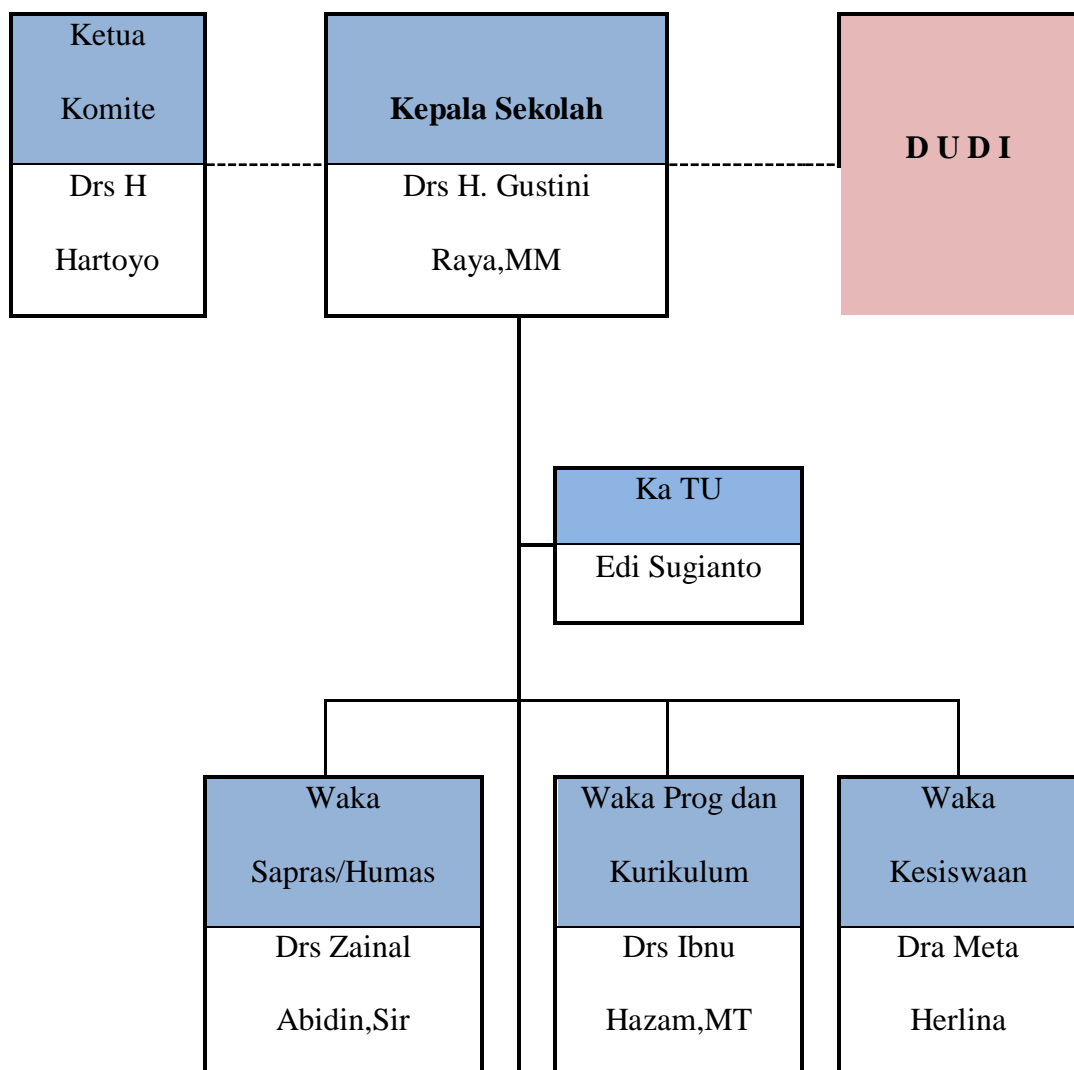 Ketua
Komite
Drs H
Hartoyo
Kepala Sekolah
Drs H. Gustini
Raya,MM
D U D I
Ka TU
Edi Sugianto
Waka
Sapras/Humas
Drs Zainal
Abidin,Sir
Waka Prog dan
Kurikulum
Drs Ibnu
Hazam,MT
Waka
Kesiswaan
Dra Meta
Herlina